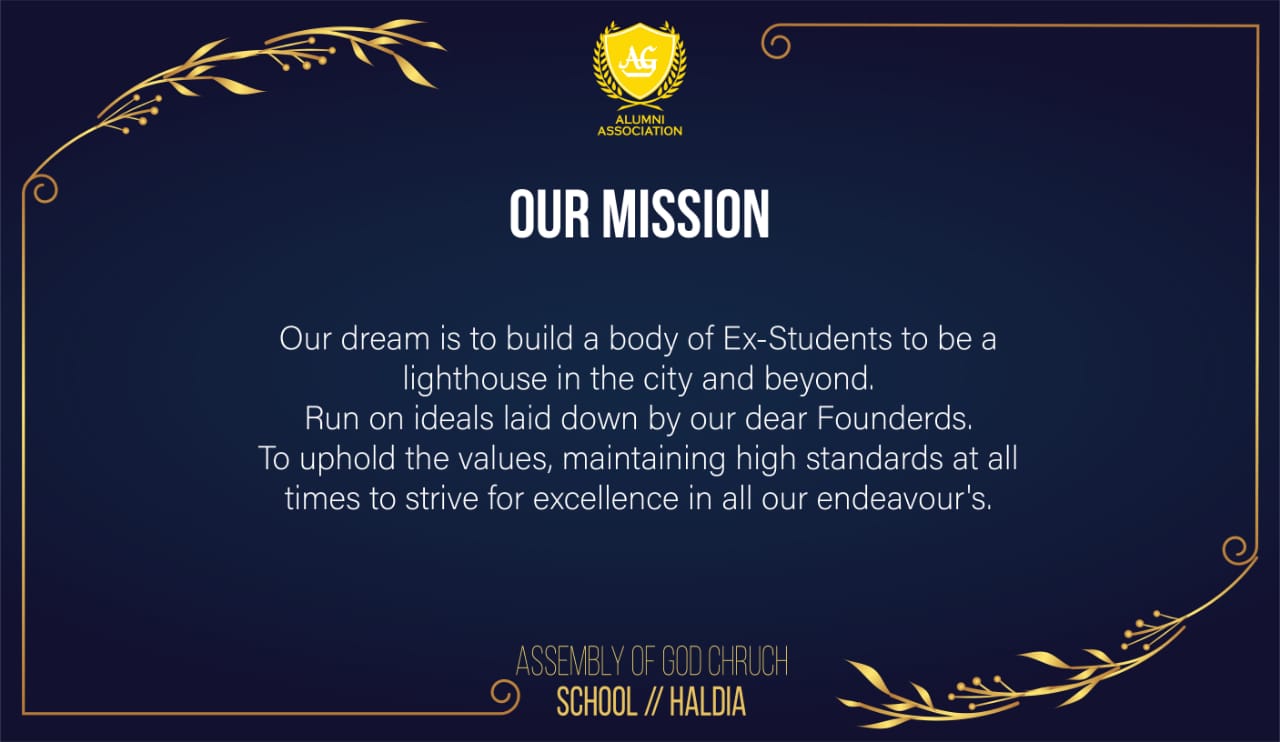 AG
ALUMNI
ASSOCIATION
OUR MISSION
Our dream is to build a body of Ex-Students to be a
lighthouse in the city and beyond.
Run on ideals laid down by our dear Founderds.
To uphold the values, maintaining high standards at all
times to strive for excellence in all our endeavour's.
ASSEMBLY OF GOD CHRUCH
SCHOOL // HALDIA